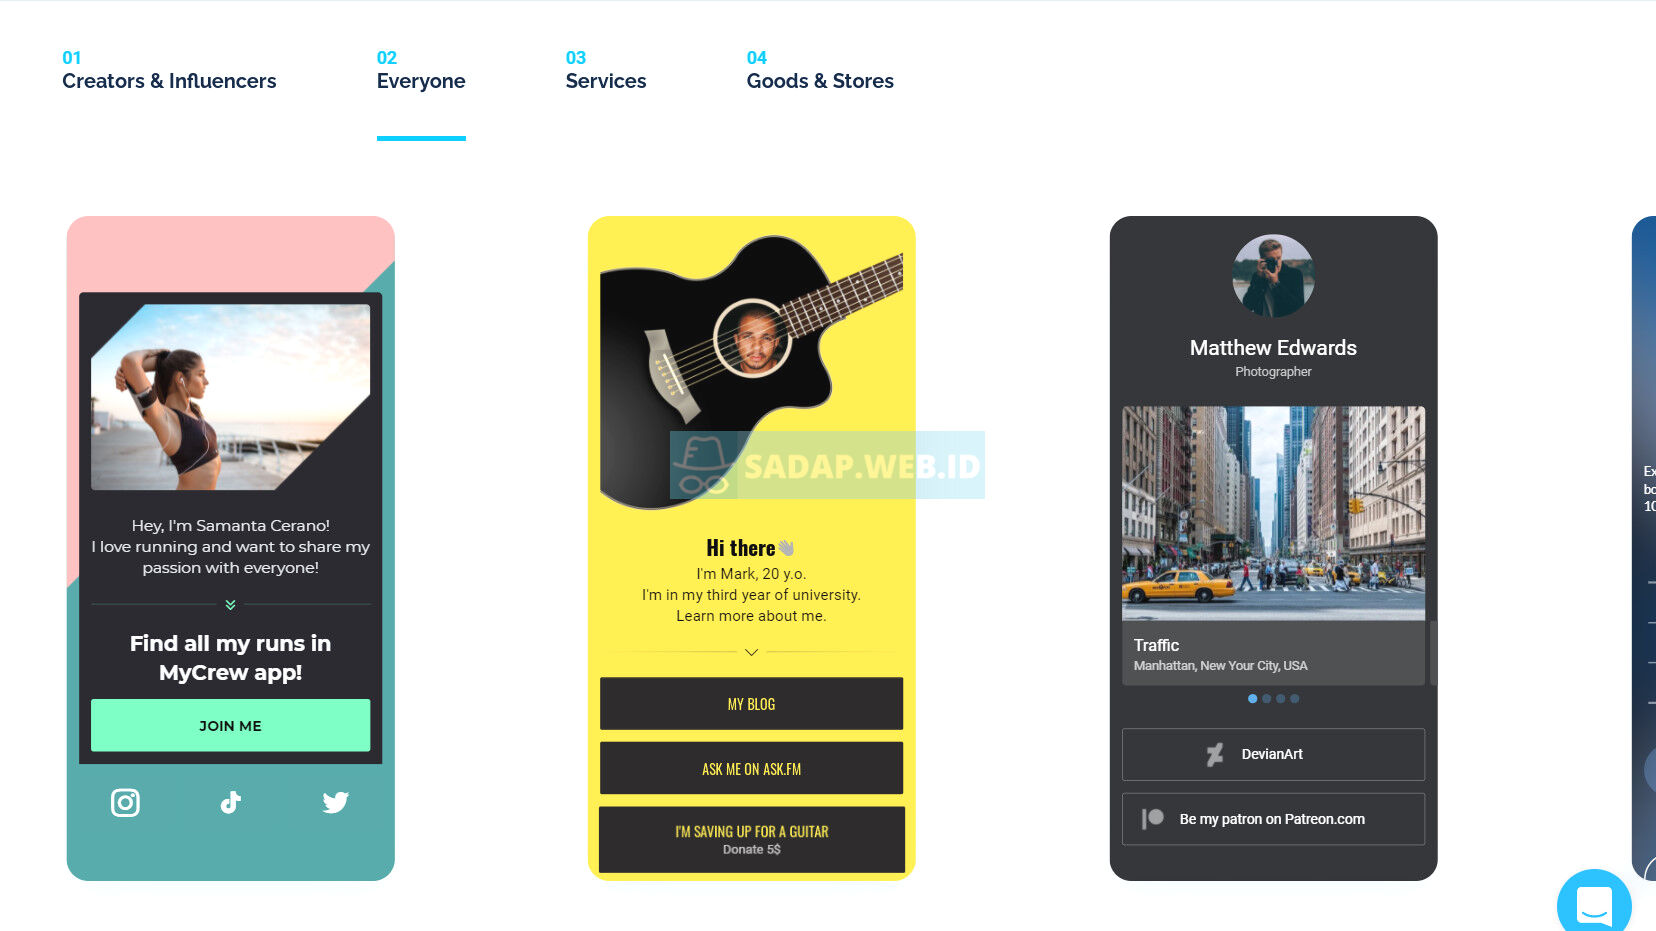 01
Creators & Influencers
02
Everyone
03
Services
04
Goods & Stores
Hey, I'm Samanta Cerano!
I love running and want to share my
passion with everyone!
Find all my runs in
MyCrew app!
JOIN ME
SADAP.WEB.ID
Hi there
I'm Mark, 20 y.o.
I'm in my third year of university.
Learn more about me.
MY BLOG
ASK ME ON ASK.FM
I'M SAVING UP FOR A GUITAR
Donate 5$
Matthew Edwards
Photographer
Traffic
Manhattan, New Your City, USA
DevianArt
Be my patron on Patreon.com